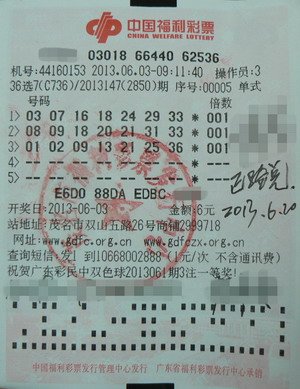 中国福利彩票
CHINA WELFARE LOTTERY
03018 66440 62536
机号:44160153 2013.06.03-09:11:40 操作员:3
36选7(C736)/2013147(2850)期 序号:00005 单式
号码 倍数
1> 03 07 16 18 24 29 33 * 001
2> 08 09 18 20 21 31 36 * 001
3> 01 02 09 13 21 25 36 * 001
4>
5>
E6D0 88DA EDBC
开奖日:2013-06-03 金额:6元
已兑
2013.6.20
站地址:茂名市双山五路26号商铺2999718
网址:www.gdfc.org.cn www.gdfczx.org.cn
查询短信:发1 到10668002868 元/次 不含通讯费)
祝贺广东彩民中双色球2013061期3注一等奖!
中国福利彩票发行管理中心发行 广东省福利彩票发行中心承销